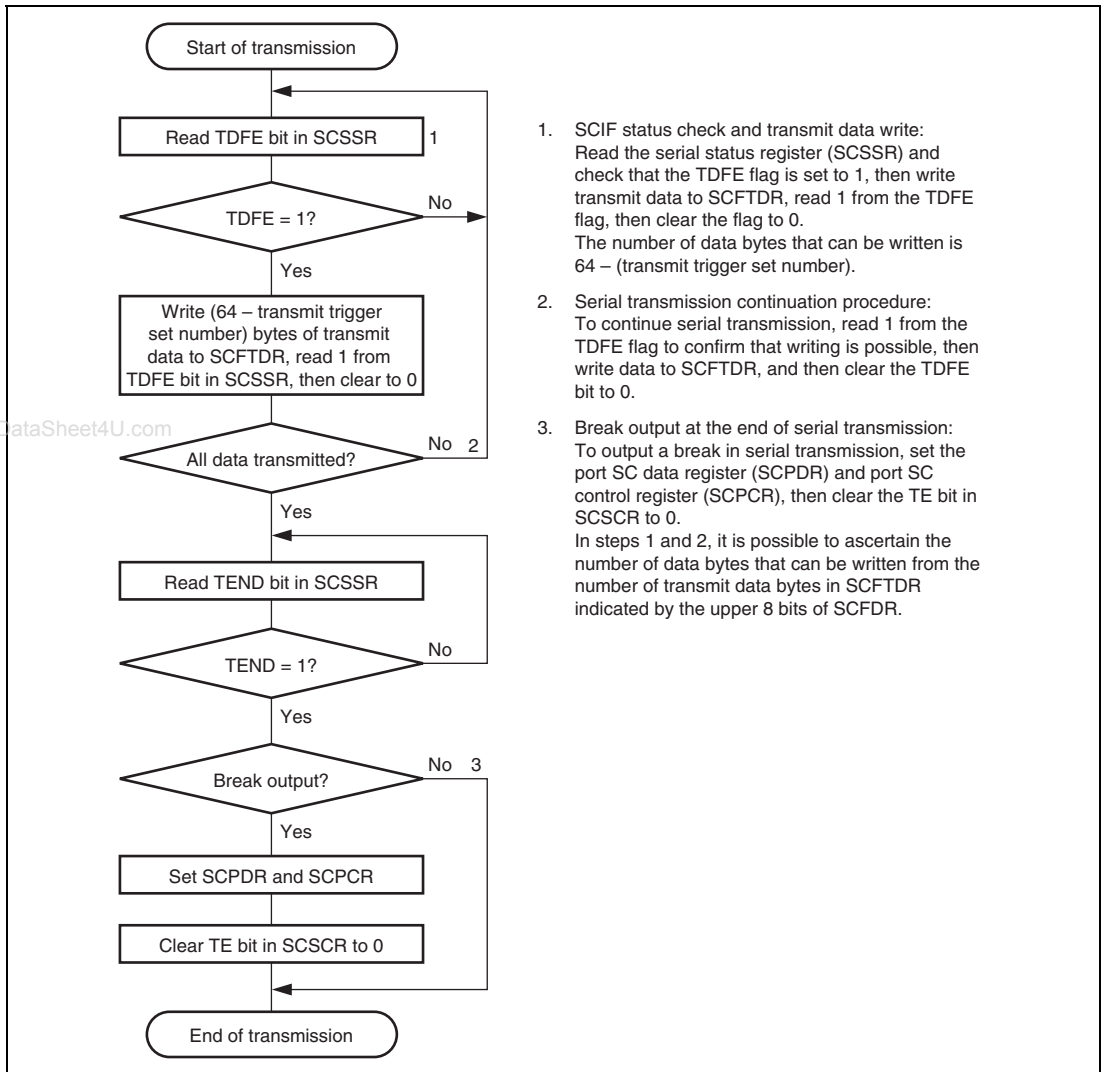 Start of transmission
Read TDFE bit in SCSSR
1
TDFE = 1?
No
Yes
Write (64 – transmit trigger
set number) bytes of transmit
data to SCFTDR, read 1 from
TDFE bit in SCSSR, then clear to 0
All data transmitted?
No 2
Yes
Read TEND bit in SCSSR
TEND = 1?
No
Yes
Break output?
No 3
Yes
Set SCPDR and SCPCR
Clear TE bit in SCSCR to 0
End of transmission
1. SCIF status check and transmit data write:
Read the serial status register (SCSSR) and
check that the TDFE flag is set to 1, then write
transmit data to SCFTDR, read 1 from the TDFE
flag, then clear the flag to 0.
The number of data bytes that can be written is
64 – (transmit trigger set number).
2. Serial transmission continuation procedure:
To continue serial transmission, read 1 from the
TDFE flag to confirm that writing is possible, then
write data to SCFTDR, and then clear the TDFE
bit to 0.
3. Break output at the end of serial transmission:
To output a break in serial transmission, set the
port SC data register (SCPDR) and port SC
control register (SCPCR), then clear the TE bit in
SCSCR to 0.
In steps 1 and 2, it is possible to ascertain the
number of data bytes that can be written from the
number of transmit data bytes in SCFTDR
indicated by the upper 8 bits of SCFDR.
DataSheet4U.com